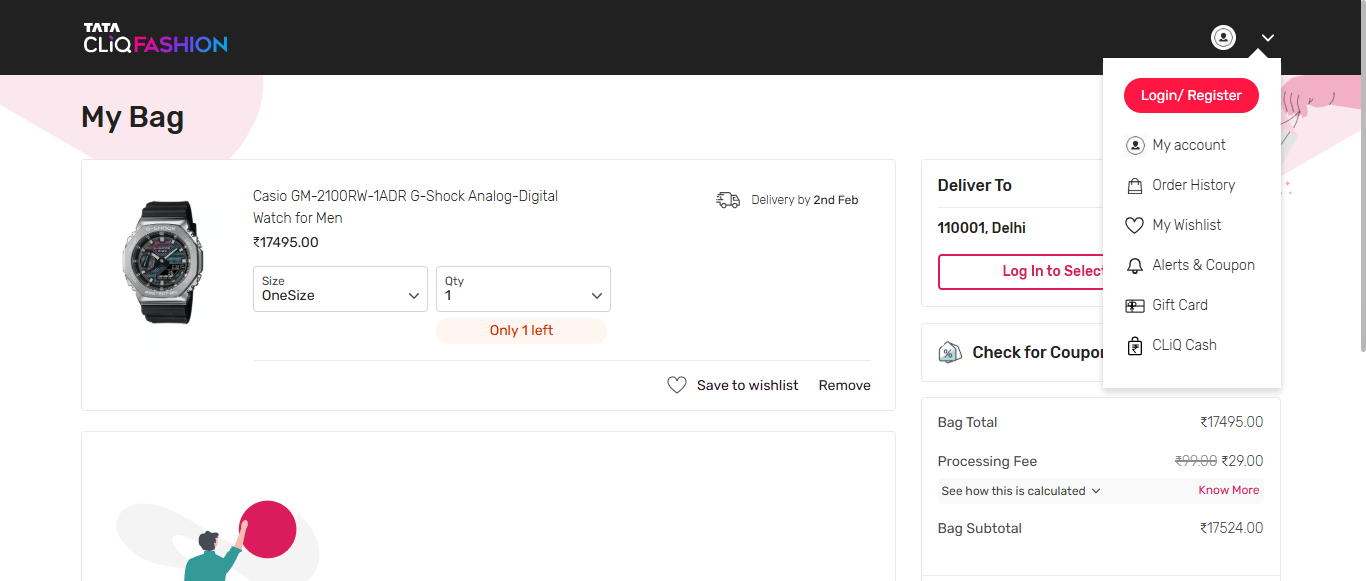 TATA
CLiQ FASHION
Login/ Register
My account
Order History
My Wishlist
Alerts & Coupon
Gift Card
CLiQ Cash
My Bag
Casio GM-2100RW-1ADR G-Shock Analog-Digital
Watch for Men
₹17495.00
Delivery by 2nd Feb
Size
OneSize
Qty
1
Only 1 left
Save to wishlist
Remove
Deliver To
110001, Delhi
Log In to Select
Check for Coupon
Bag Total
₹17495.00
Processing Fee
₹99.00 ₹29.00
See how this is calculated
Know More
Bag Subtotal
₹17524.00
G-SHOCK